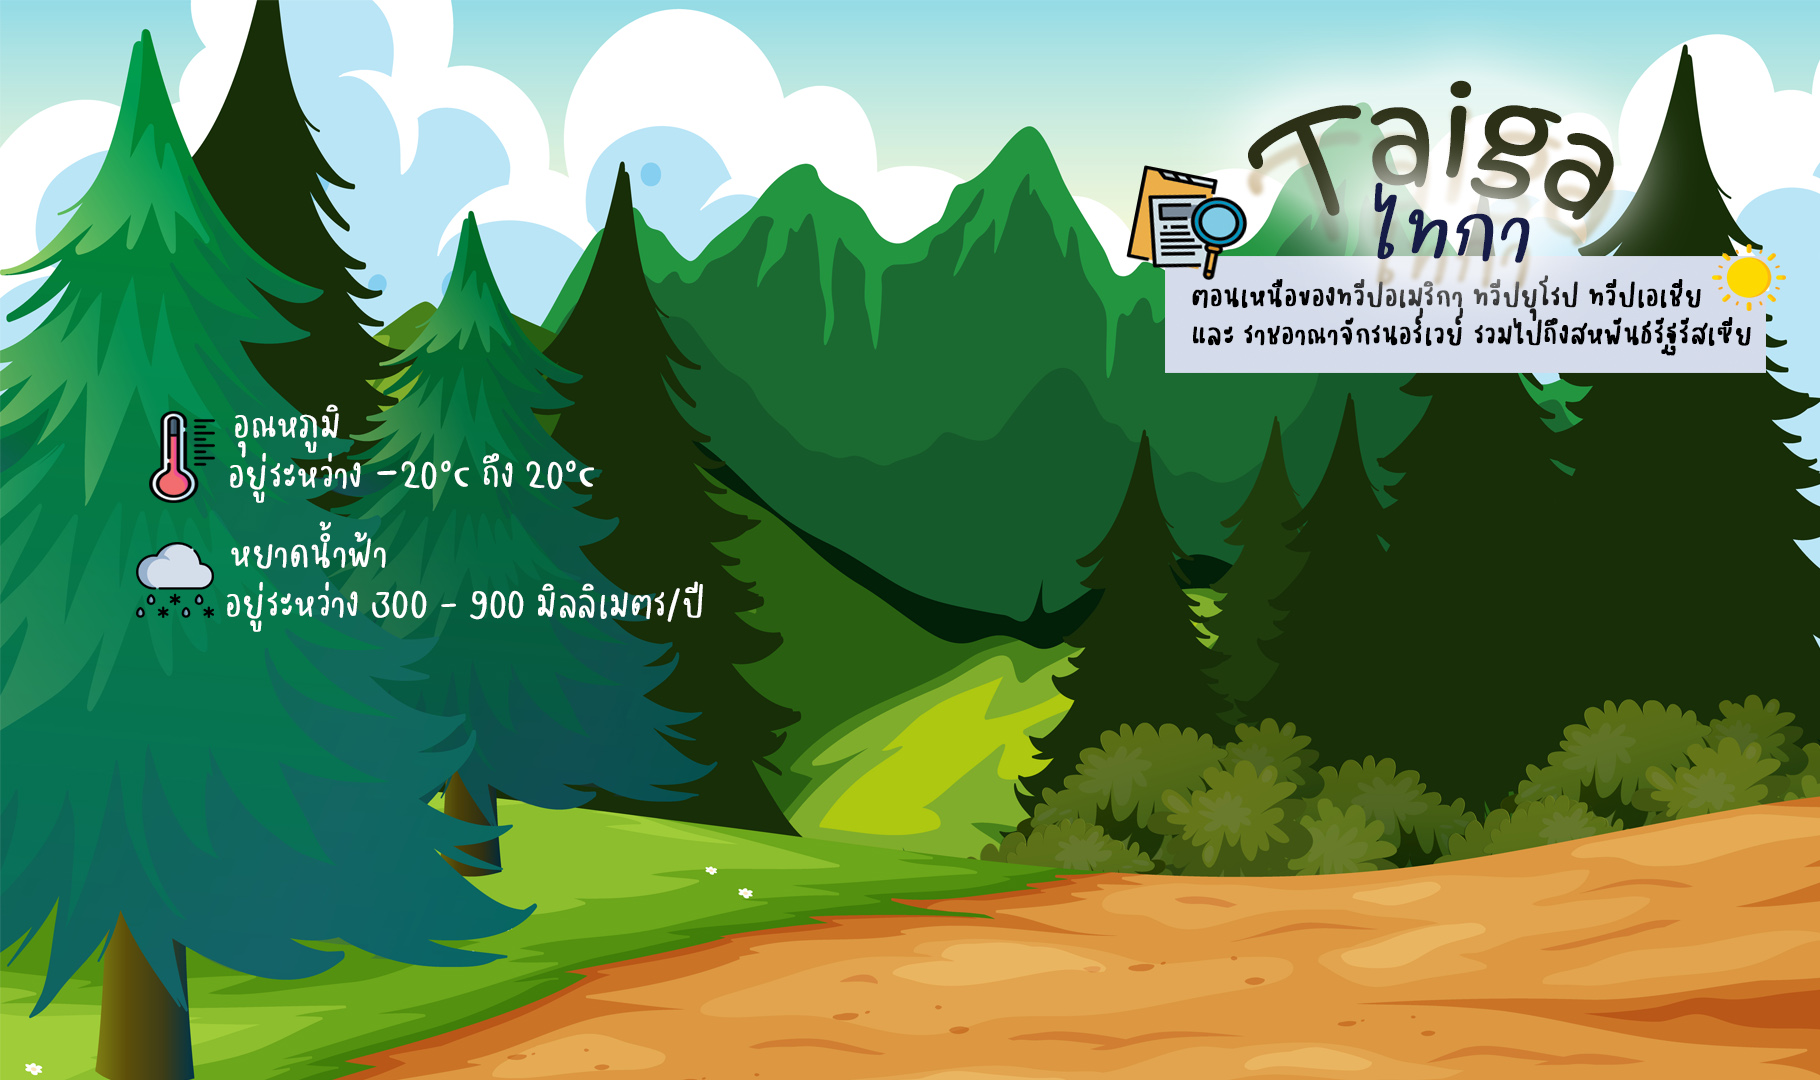 Taiga
ไทกา
ตอนเหนือของทวีปอเมริกา ทวีปยุโรป ทวีปเอเชีย
และ ราชอาณาจักรนอร์เวย์ รวมไปถึงสหพันธรัฐรัสเซีย
อุณหภูมิ
อยู่ระหว่าง -20°c ถึง 20°c
หยาดน้ำฟ้า
อยู่ระหว่าง 300 - 900 มิลลิเมตร/ปี